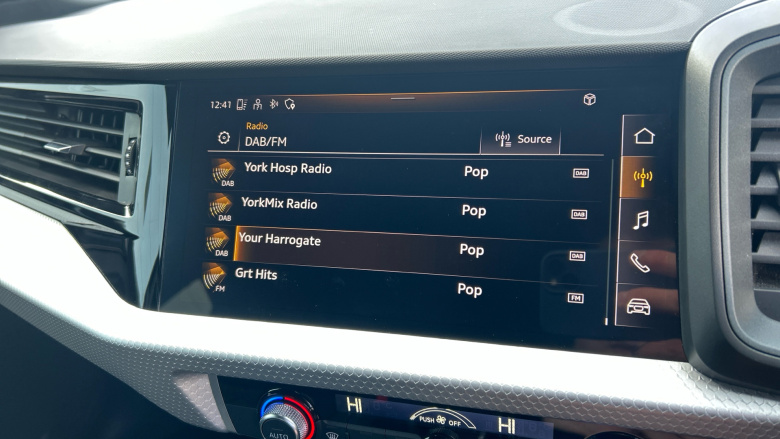 12:41
Radio
DAB/FM
Source
DAB York Hosp Radio Pop DAB
DAB YorkMix Radio Pop DAB
DAB Your Harrogate Pop DAB
FM Grt Hits Pop FM
AUTO
HI
PUSH OFF
HI